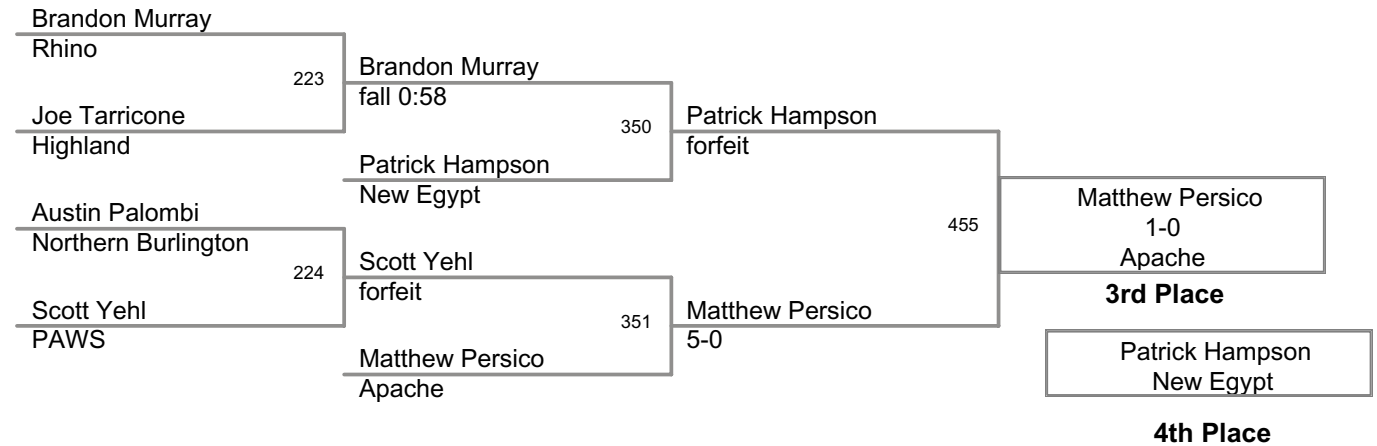 Brandon Murray
Rhino
223
Joe Tarricone
Highland
Brandon Murray
fall 0:58
350
Patrick Hampson
New Egypt
Austin Palombi
Northern Burlington
224
Scott Yehl
PAWS
Scott Yehl
forfeit
351
Matthew Persico
Apache
Patrick Hampson
forfeit
455
Matthew Persico
5-0
Matthew Persico
1-0
Apache
3rd Place
Patrick Hampson
New Egypt
4th Place